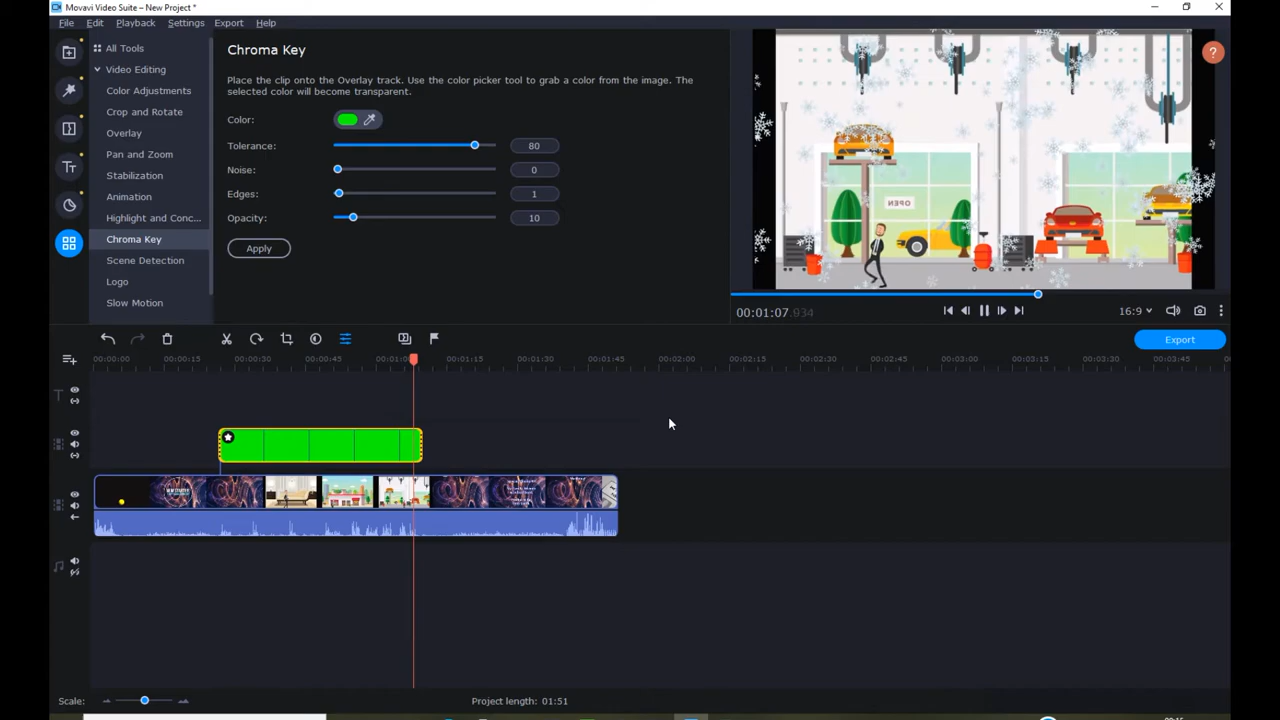 Movavi Video Suite – New Project *
File Edit Playback Settings Export Help
All Tools
Video Editing
Color Adjustments
Crop and Rotate
Overlay
Pan and Zoom
Stabilization
Animation
Highlight and Conc...
Chroma Key
Scene Detection
Logo
Slow Motion
Chroma Key
Place the clip onto the Overlay track. Use the color picker tool to grab a color from the image. The
selected color will become transparent.
Color:
Tolerance: 80
Noise: 0
Edges: 1
Opacity: 10
Apply
OPEN
?
00:01:07.934
16:9
Export
00:00:00 00:00:15 00:00:30 00:00:45 00:01:0 00:01:15 00:01:30 00:01:45 00:02:00 00:02:15 00:02:30 00:02:45 00:03:00 00:03:15 00:03:30 00:03:45 00:
Scale:
Project length: 01:51